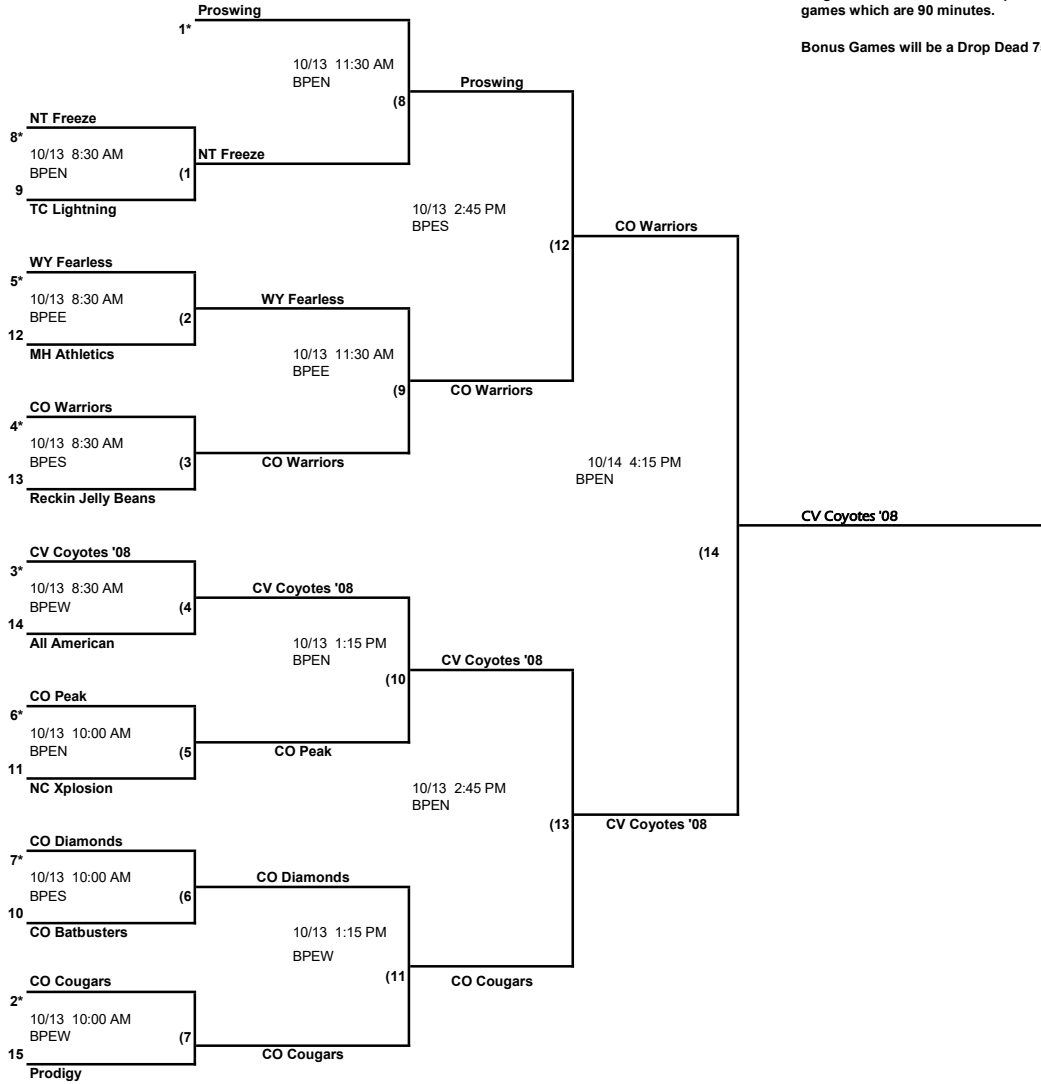 games which are 90 minutes.
Bonus Games will be a Drop Dead 7
Proswing
1*
10/13 11:30 AM
BPEN
(8
Proswing
NT Freeze
8*
10/13 8:30 AM
BPEN
(1
NT Freeze
9
TC Lightning
10/13 2:45 PM
BPES
(12
CO Warriors
WY Fearless
5*
10/13 8:30 AM
BPEE
(2
WY Fearless
12
MH Athletics
10/13 11:30 AM
BPEE
(9
CO Warriors
CO Warriors
4*
10/13 8:30 AM
BPES
(3
CO Warriors
13
Reckin Jelly Beans
10/14 4:15 PM
BPEN
(14
CV Coyotes '08
CV Coyotes '08
3*
10/13 8:30 AM
BPEW
(4
CV Coyotes '08
14
All American
10/13 1:15 PM
BPEN
(10
CV Coyotes '08
CO Peak
6*
10/13 10:00 AM
BPEN
(5
CO Peak
11
NC Xplosion
10/13 2:45 PM
BPEN
(13
CV Coyotes '08
CO Diamonds
7*
10/13 10:00 AM
BPES
(6
CO Diamonds
10
CO Batbusters
10/13 1:15 PM
BPEW
(11
CO Cougars
CO Cougars
2*
10/13 10:00 AM
BPEW
(7
CO Cougars
15
Prodigy